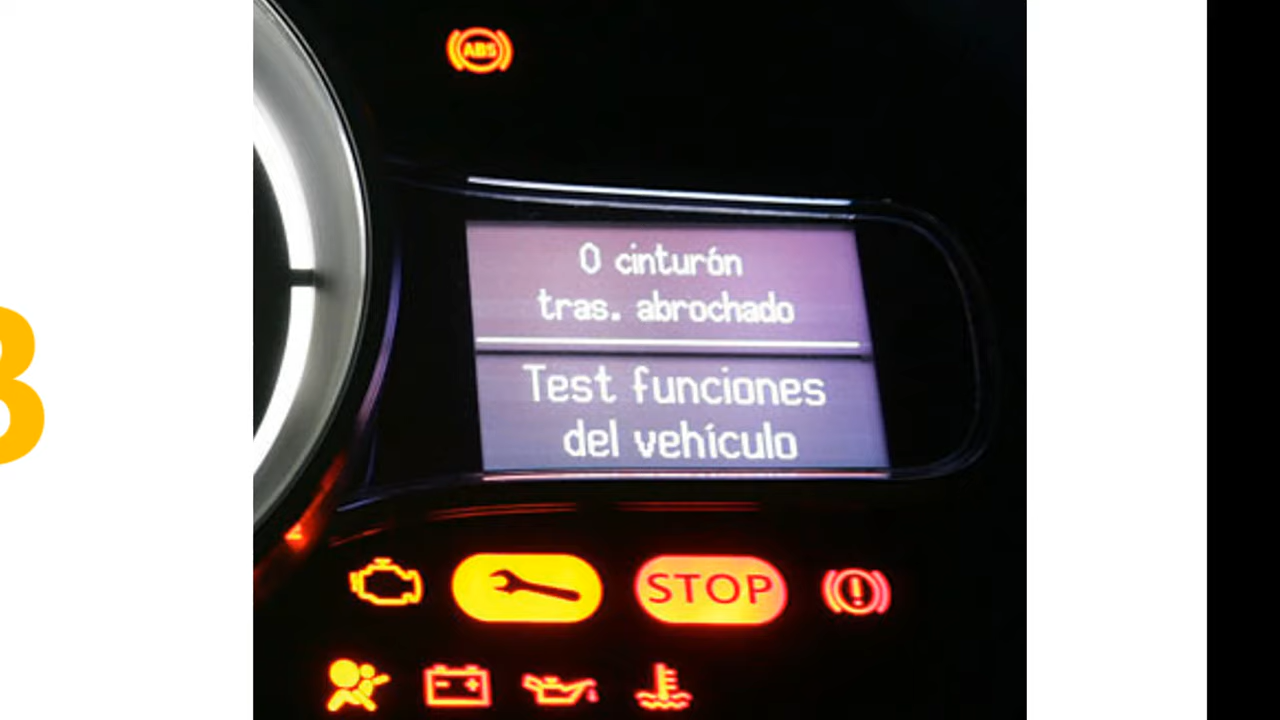 ABS
0 cinturón
tras. abrochado
Test funciones
del vehículo
STOP